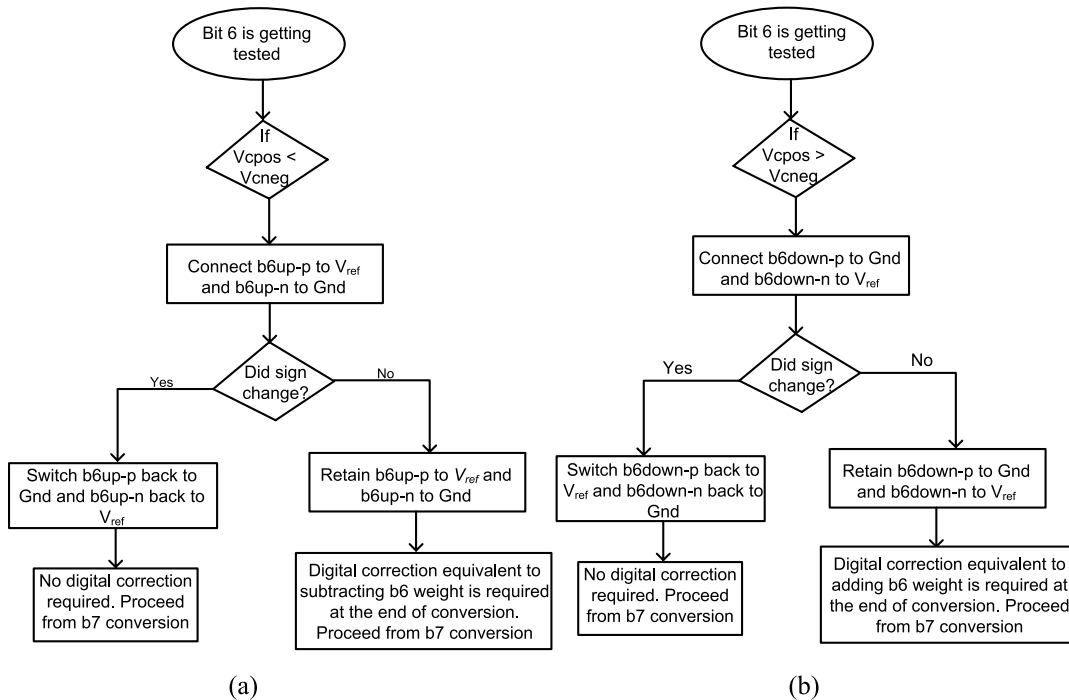 Bit 6 is getting
tested
If
Vcpos <
Vcneg
Connect b6up-p to Vref
and b6up-n to Gnd
Did sign
change?
Yes
No
Switch b6up-p back to
Gnd and b6up-n back to
Vref
Retain b6up-p to Vref and
b6up-n to Gnd
No digital correction
required. Proceed
from b7 conversion
Digital correction equivalent to
subtracting b6 weight is required
at the end of conversion.
Proceed from b7 conversion
(a)
Bit 6 is getting
tested
If
Vcpos >
Vcneg
Connect b6down-p to Gnd
and b6down-n to Vref
Did sign
change?
Yes
No
Switch b6down-p back to
Vref and b6down-n back to
Gnd
Retain b6down-p to Gnd
and b6down-n to Vref
No digital correction
required. Proceed
from b7 conversion
Digital correction equivalent to
adding b6 weight is required at
the end of conversion. Proceed
from b7 conversion
(b)